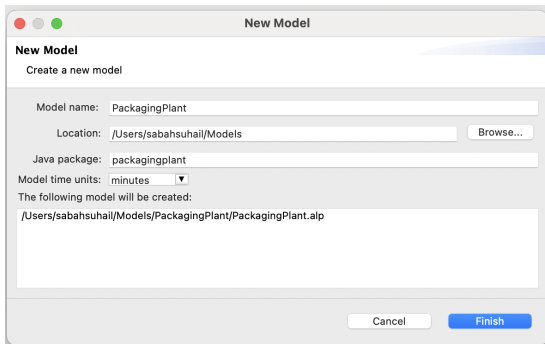 New Model
New Model
Create a new model
Model name: PackagingPlant
Location: /Users/sabahsuhail/Models Browse...
Java package: packagingplant
Model time units: minutes
The following model will be created:
/Users/sabahsuhail/Models/PackagingPlant/PackagingPlant.alp
Cancel Finish